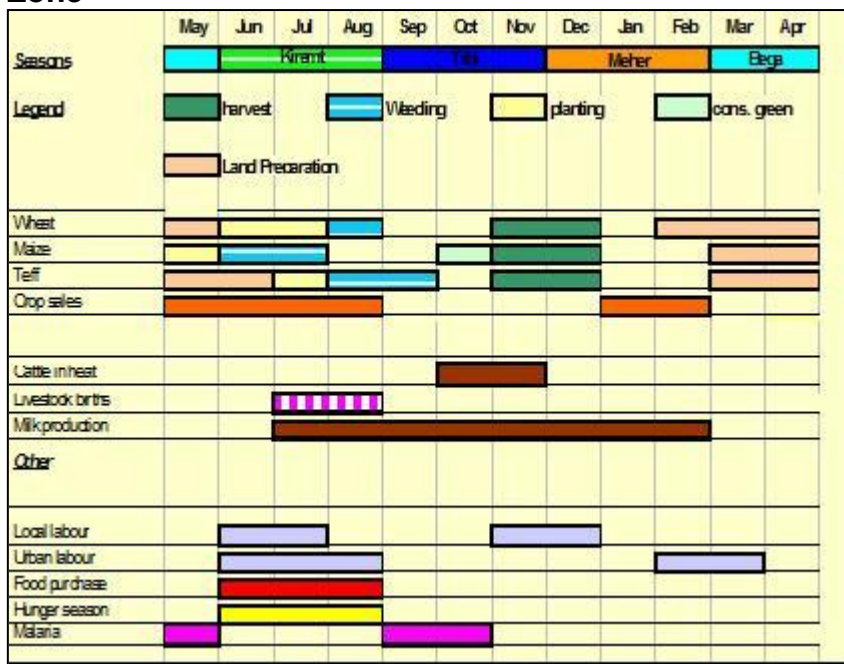 Zone
May Jun Jul Aug Sep Oct Nov Dec Jan Feb Mar Apr
Seasons Kiremt Meher Bega
Legend harvest Weeding planting cons. green
Land Preparation
Wheat
Maize
Teff
Crop sales
Cattle in heat
Livestock births
Milk production
Other
Local labour
Urban labour
Food purchase
Hunger season
Malaria